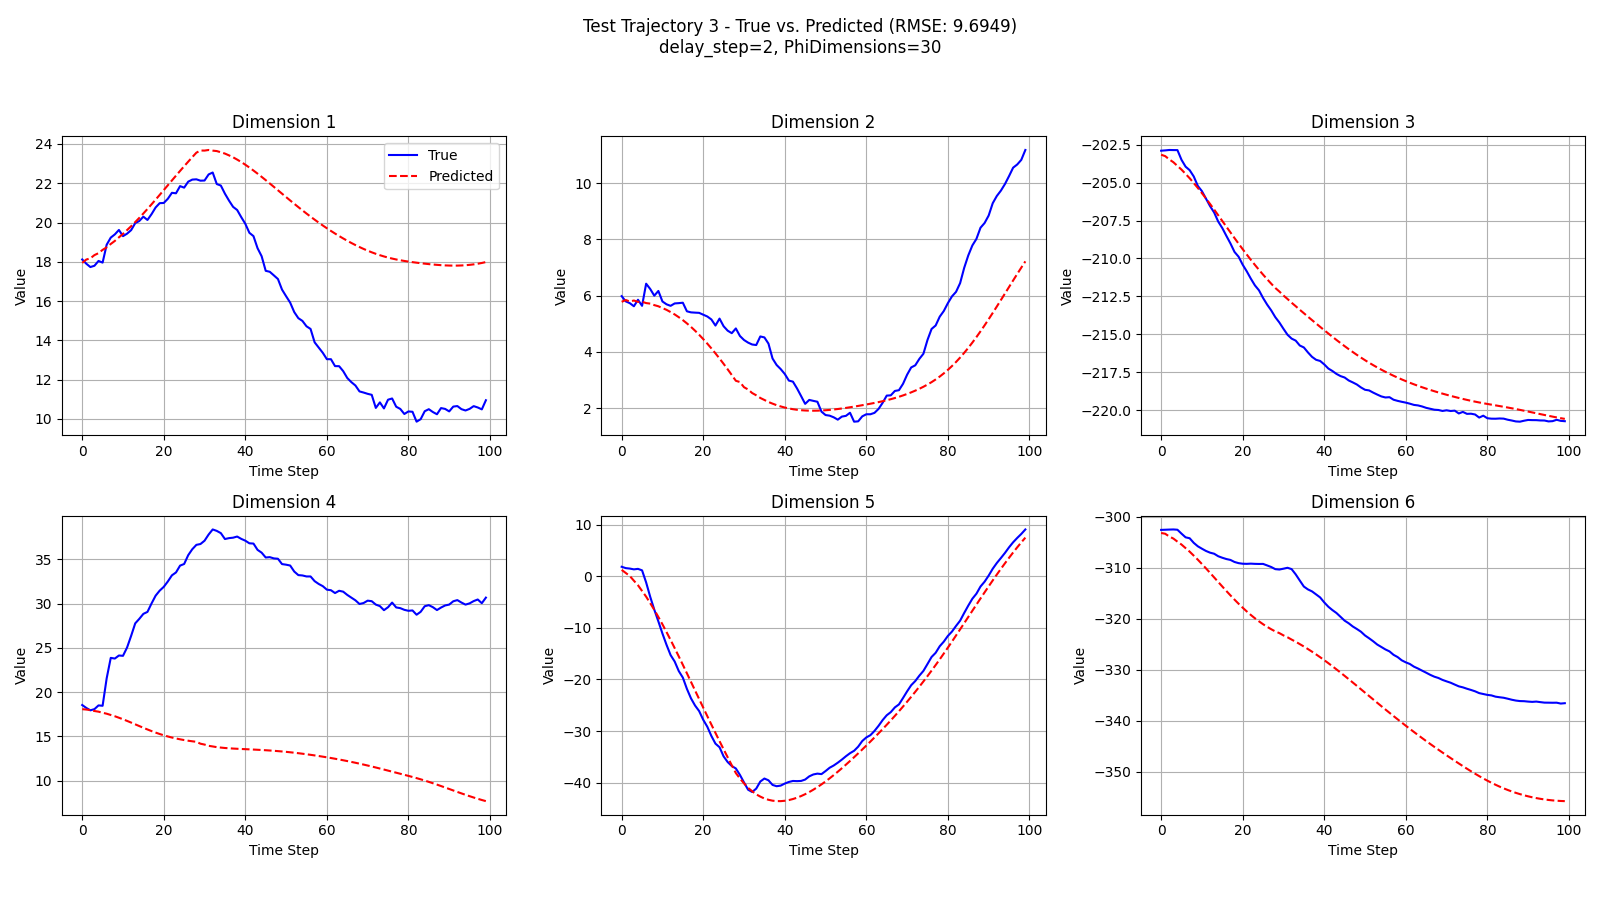 Test Trajectory 3 - True vs. Predicted (RMSE: 9.6949)
delay_step=2, PhiDimensions=30
Dimension 1
24
22
20
18
16
14
12
10
Value
0 20 40 60 80 100
Time Step
True
Predicted
Dimension 2
10
8
6
4
2
Value
0 20 40 60 80 100
Time Step
Dimension 3
−202.5
−205.0
−207.5
−210.0
−212.5
−215.0
−217.5
−220.0
Value
0 20 40 60 80 100
Time Step
Dimension 4
35
30
25
20
15
10
Value
0 20 40 60 80 100
Time Step
Dimension 5
10
0
−10
−20
−30
−40
Value
0 20 40 60 80 100
Time Step
Dimension 6
−300
−310
−320
−330
−340
−350
Value
0 20 40 60 80 100
Time Step